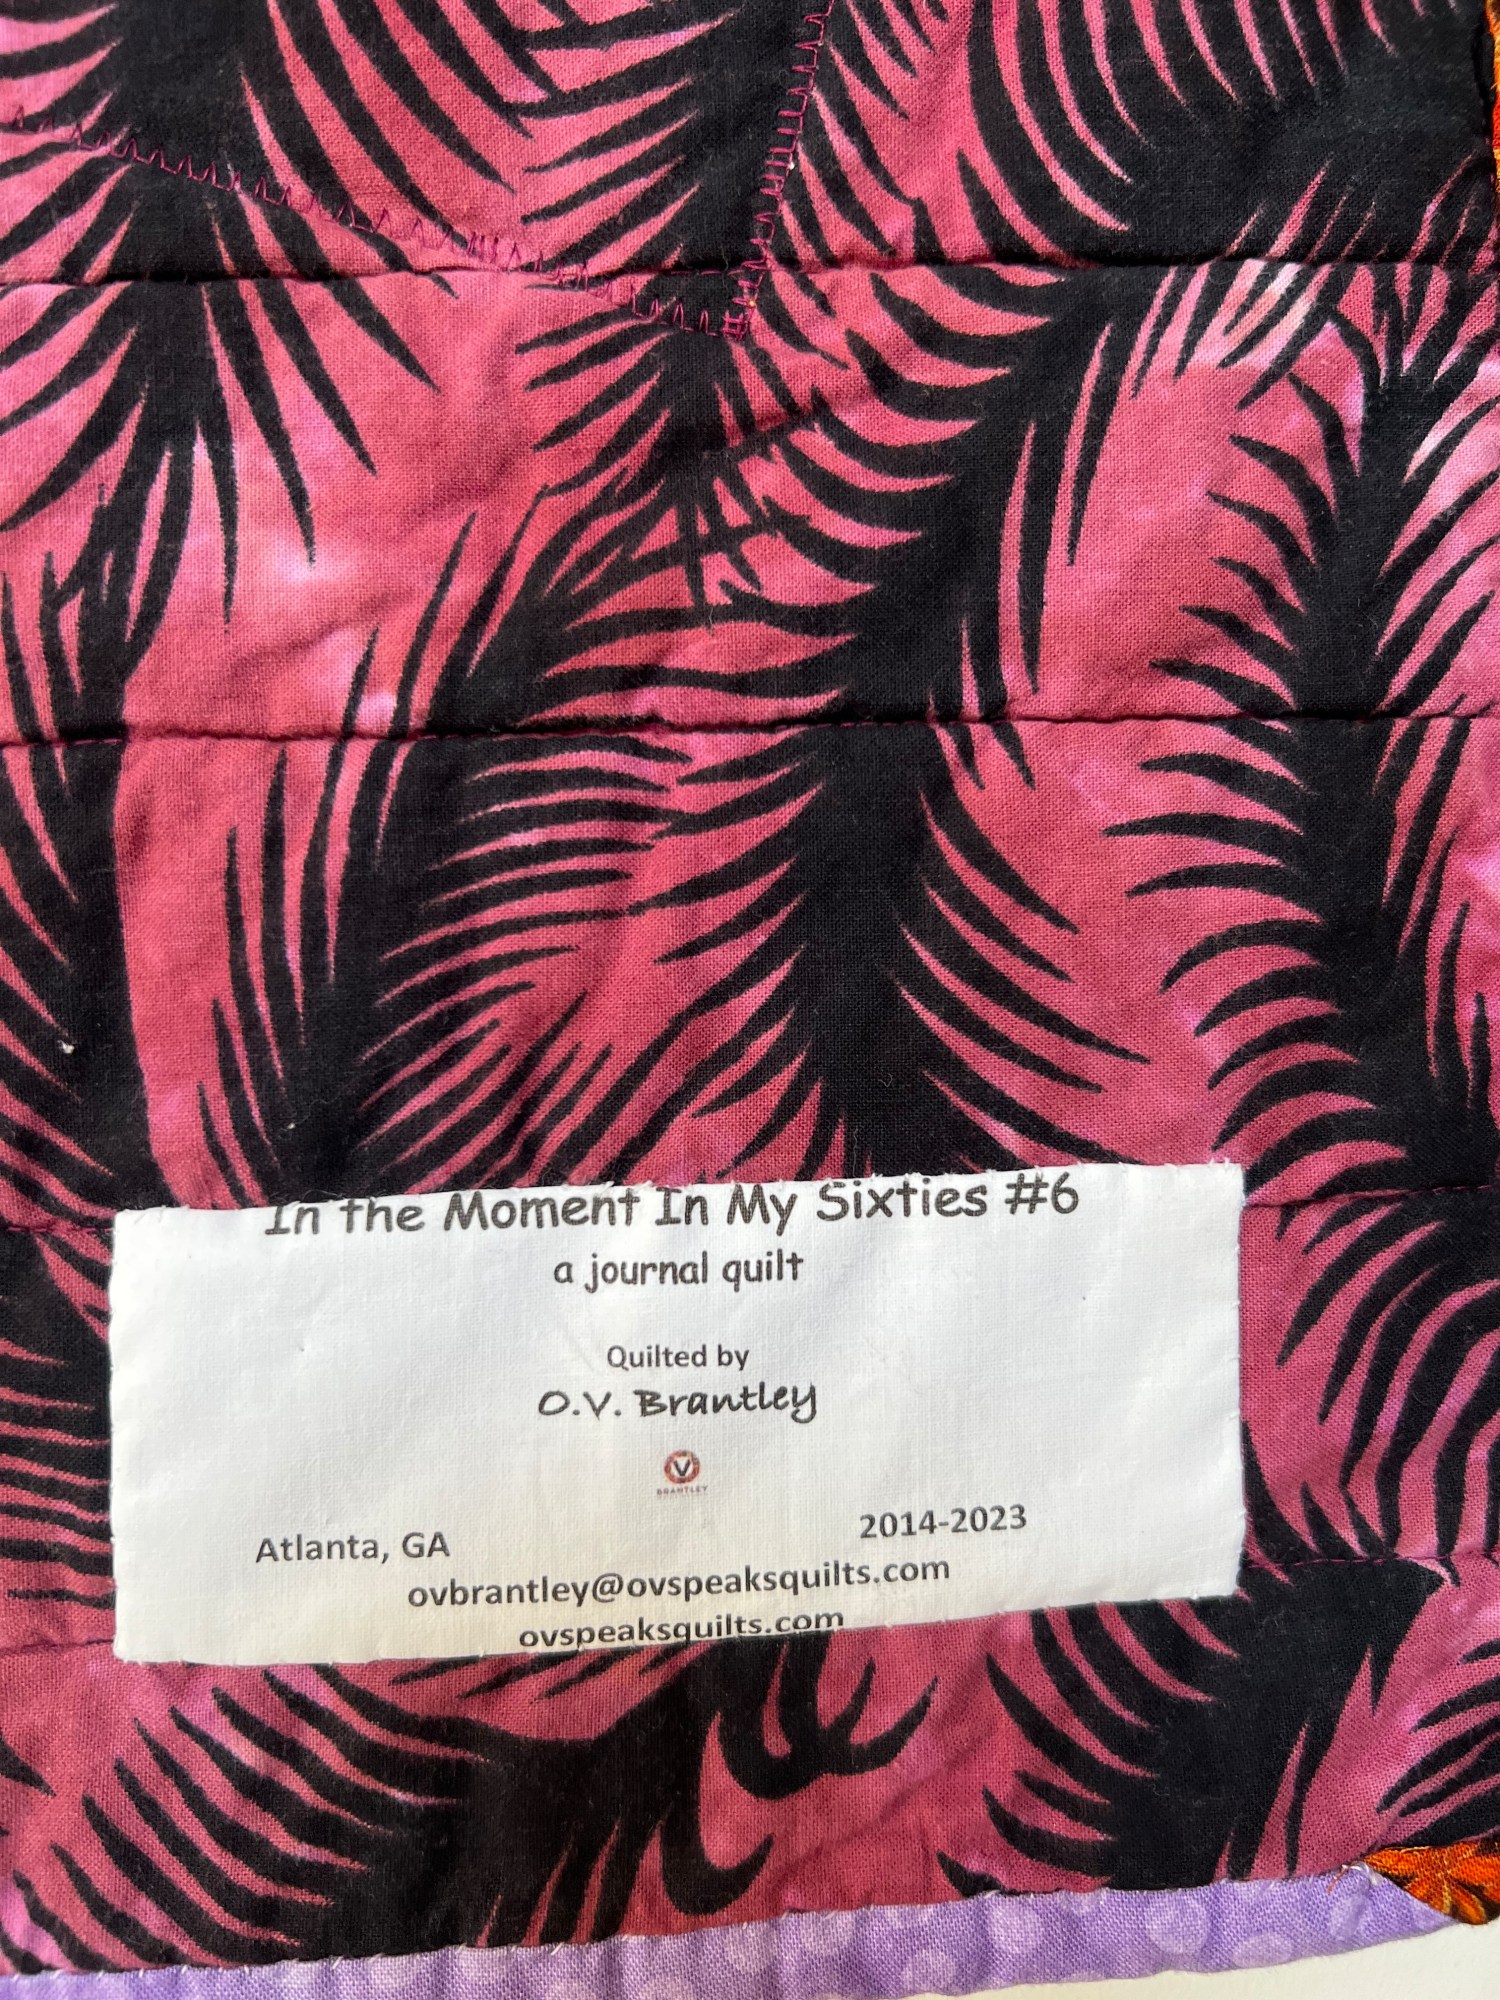 In the Moment In My Sixties #6
a journal quilt
Quilted by
O.V. Brantley
V
BRANTLEY
Atlanta, GA 2014-2023
ovbrantley@ovspeaksquilts.com
ovspeaksquilts.com